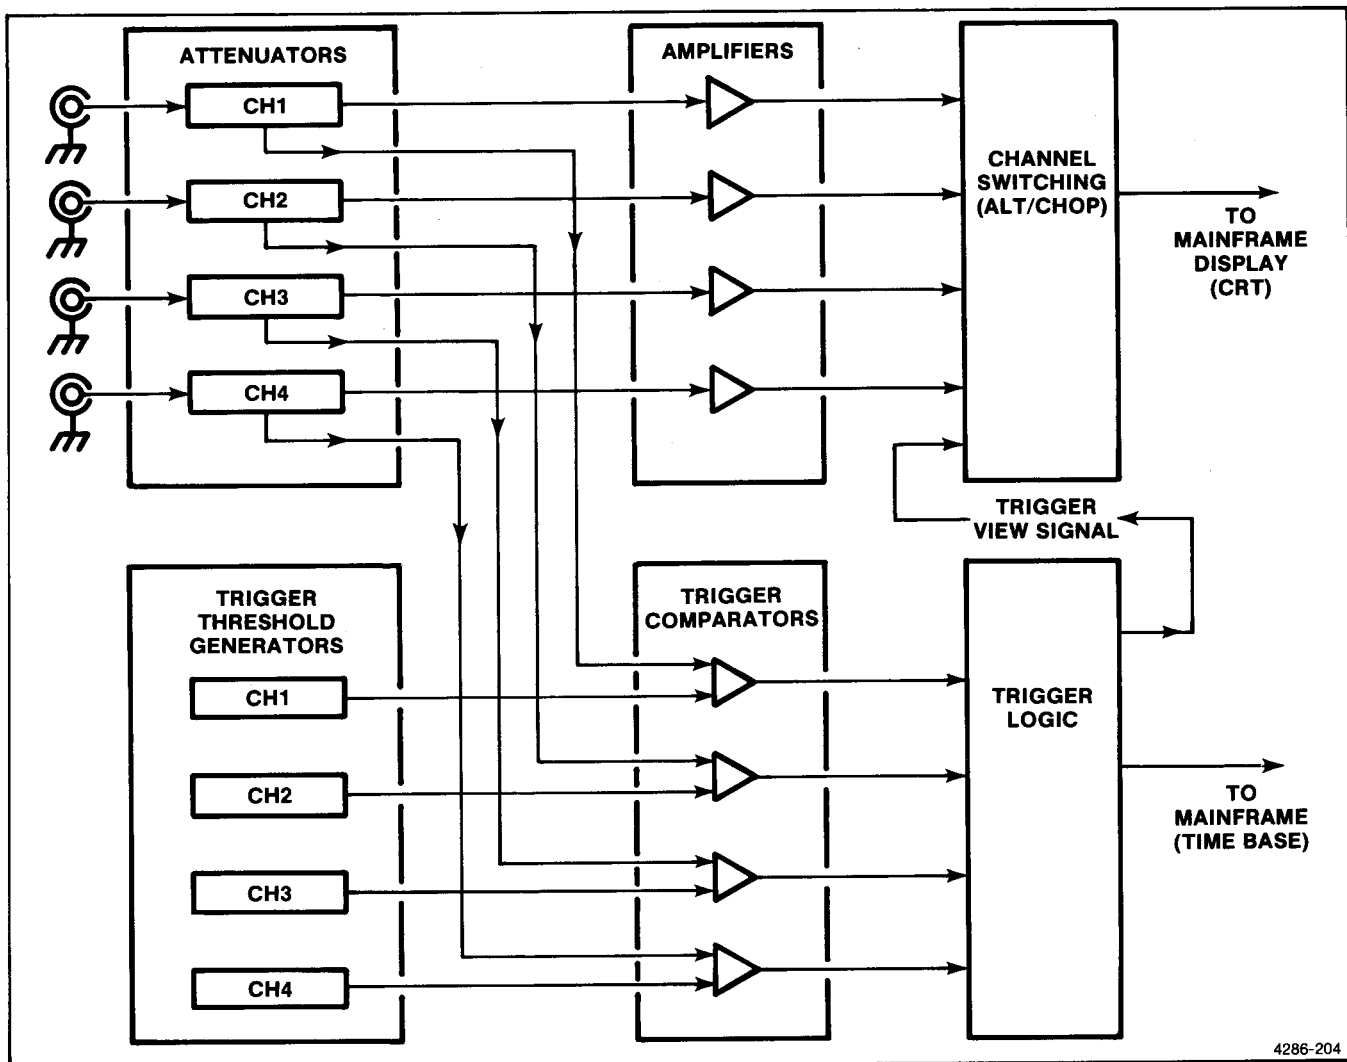 ATTENUATORS
CH1
CH2
CH3
CH4
AMPLIFIERS
CHANNEL
SWITCHING
(ALT/CHOP)
TO
MAINFRAME
DISPLAY
(CRT)
TRIGGER
VIEW SIGNAL
TRIGGER
THRESHOLD
GENERATORS
CH1
CH2
CH3
CH4
TRIGGER
COMPARATORS
TRIGGER
LOGIC
TO
MAINFRAME
(TIME BASE)
4286-204